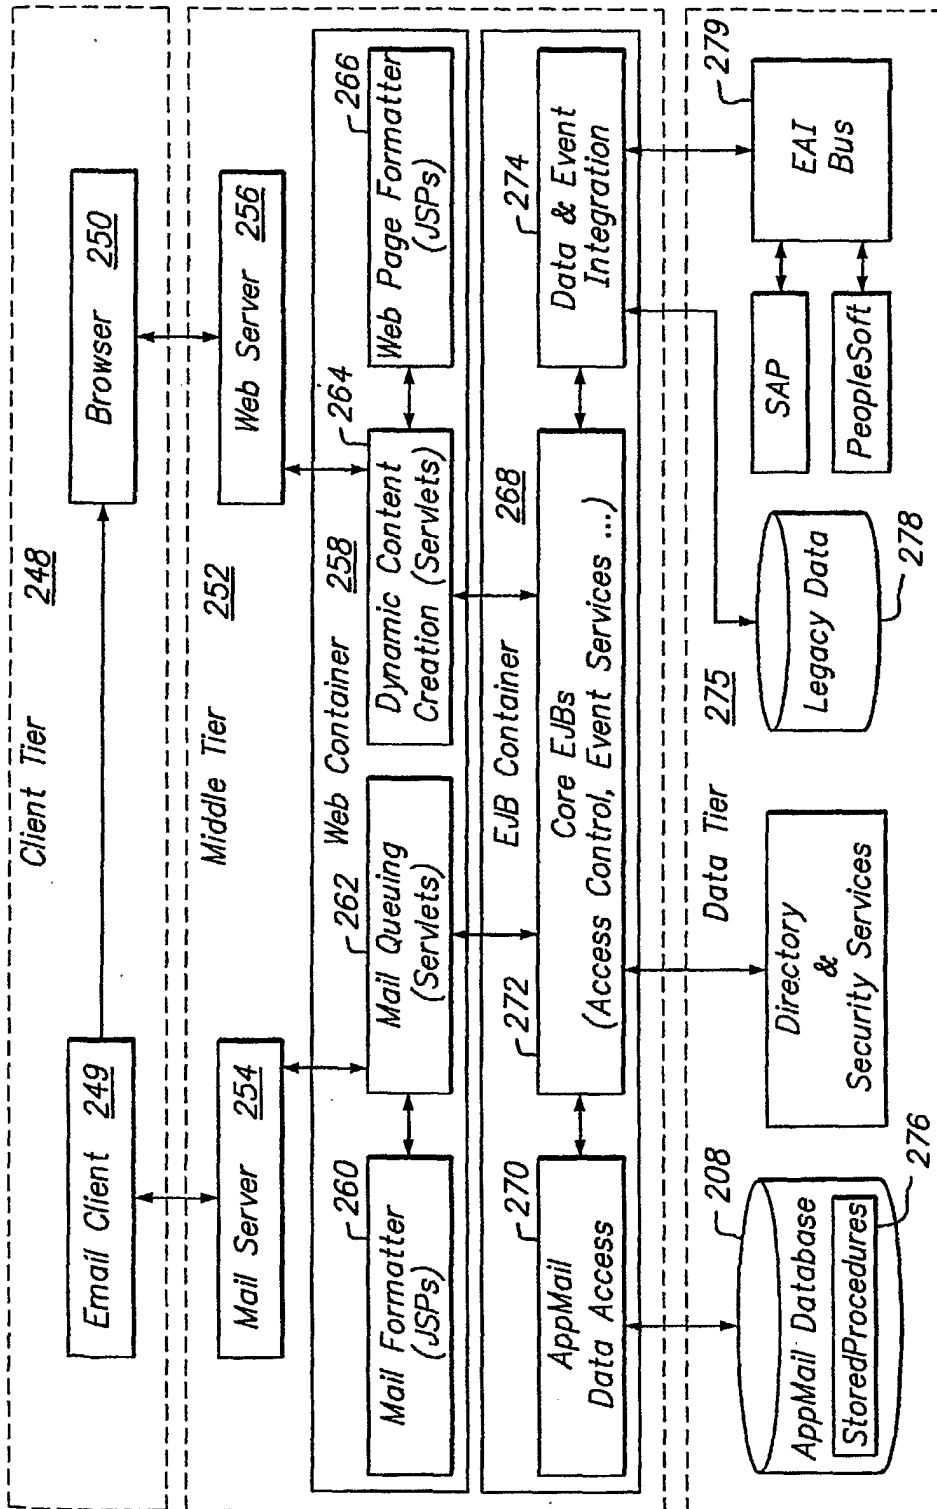 Client Tier
248
Email Client 249
Browser 250
Middle Tier
252
Mail Server 254
Web Server 256
Web Container
258
260
262
264
266
Mail Formatter
(JSPs)
Mail Queuing
(Servlets)
Dynamic Content
Creation (Servlets)
Web Page Formatter
(JSPs)
EJB Container
268
270
272
274
AppMail
Data Access
Core EJBs
(Access Control, Event Services ...)
Data & Event
Integration
Data Tier
275
208
AppMail Database
StoredProcedures
276
Directory
&
Security Services
Legacy Data
278
SAP
PeopleSoft
EAI
Bus
279